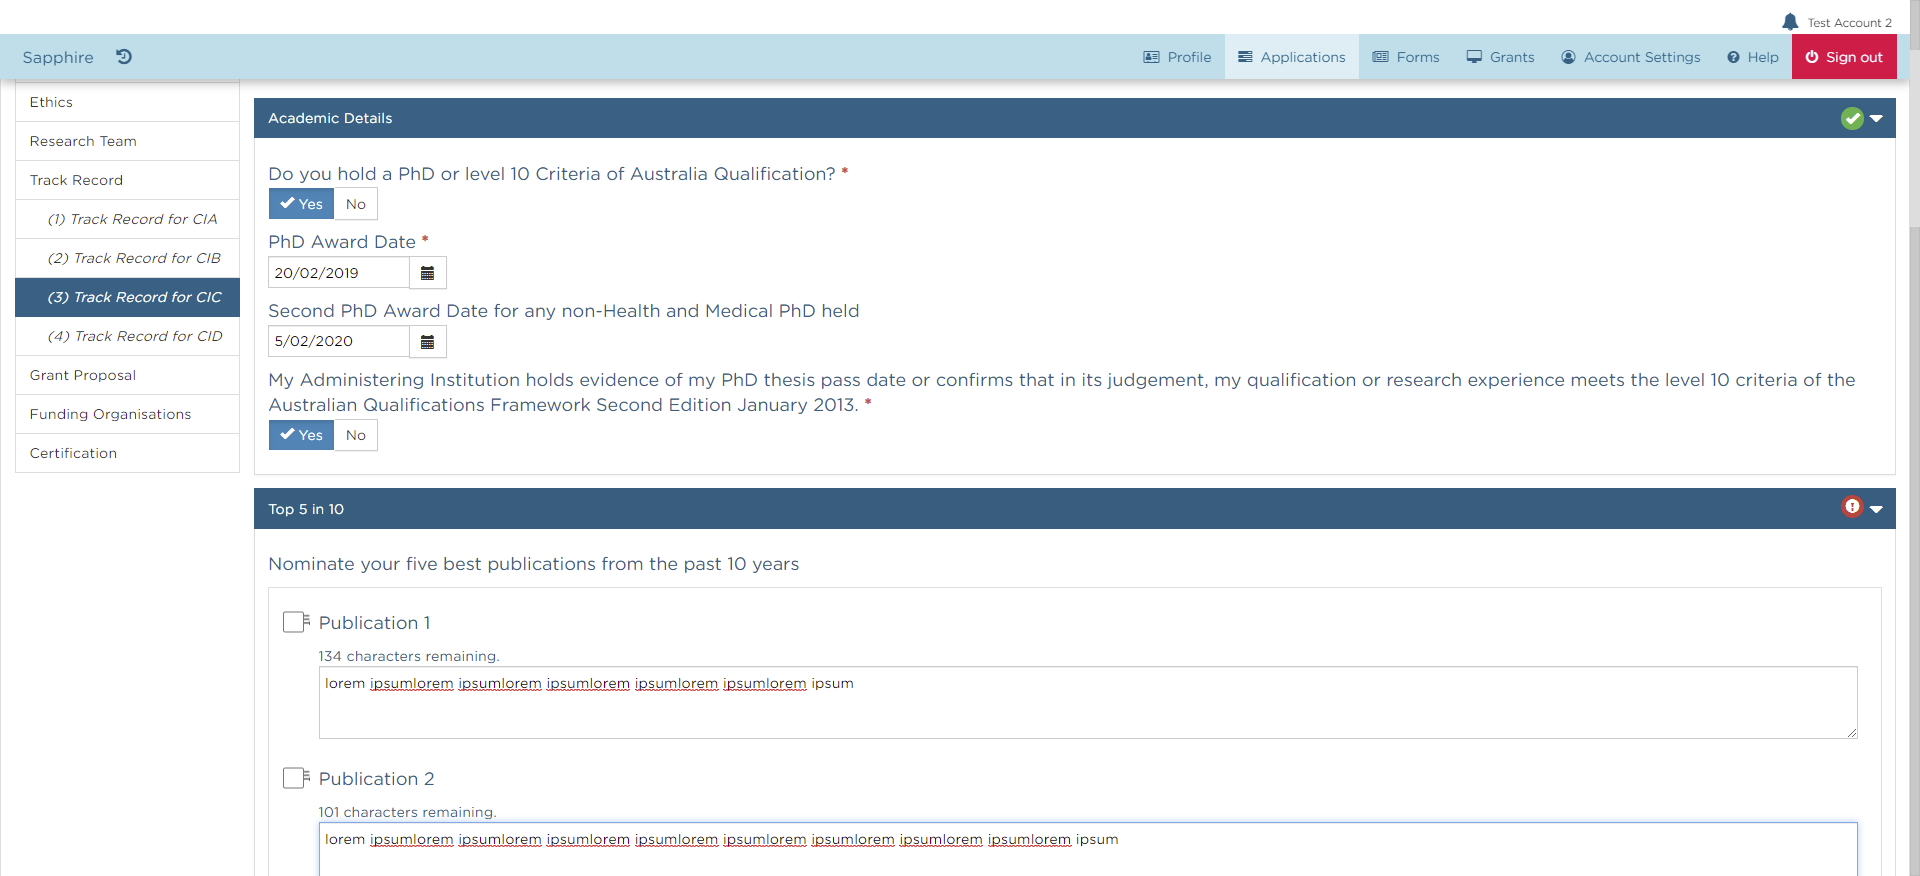 Test Account 2
Sapphire
Profile
Applications
Forms
Grants
Account Settings
Help
Sign out
Ethics
Research Team
Track Record
(1) Track Record for CIA
(2) Track Record for CIB
(3) Track Record for CIC
(4) Track Record for CID
Grant Proposal
Funding Organisations
Certification
Academic Details
Do you hold a PhD or level 10 Criteria of Australia Qualification? *
Yes No
PhD Award Date *
20/02/2019
Second PhD Award Date for any non-Health and Medical PhD held
5/02/2020
My Administering Institution holds evidence of my PhD thesis pass date or confirms that in its judgement, my qualification or research experience meets the level 10 criteria of the
Australian Qualifications Framework Second Edition January 2013. *
Yes No
Top 5 in 10
Nominate your five best publications from the past 10 years
Publication 1
134 characters remaining.
lorem ipsumlorem ipsumlorem ipsumlorem ipsumlorem ipsumlorem ipsum
Publication 2
101 characters remaining.
lorem ipsumlorem ipsumlorem ipsumlorem ipsumlorem ipsumlorem ipsumlorem ipsumlorem ipsumlorem ipsum